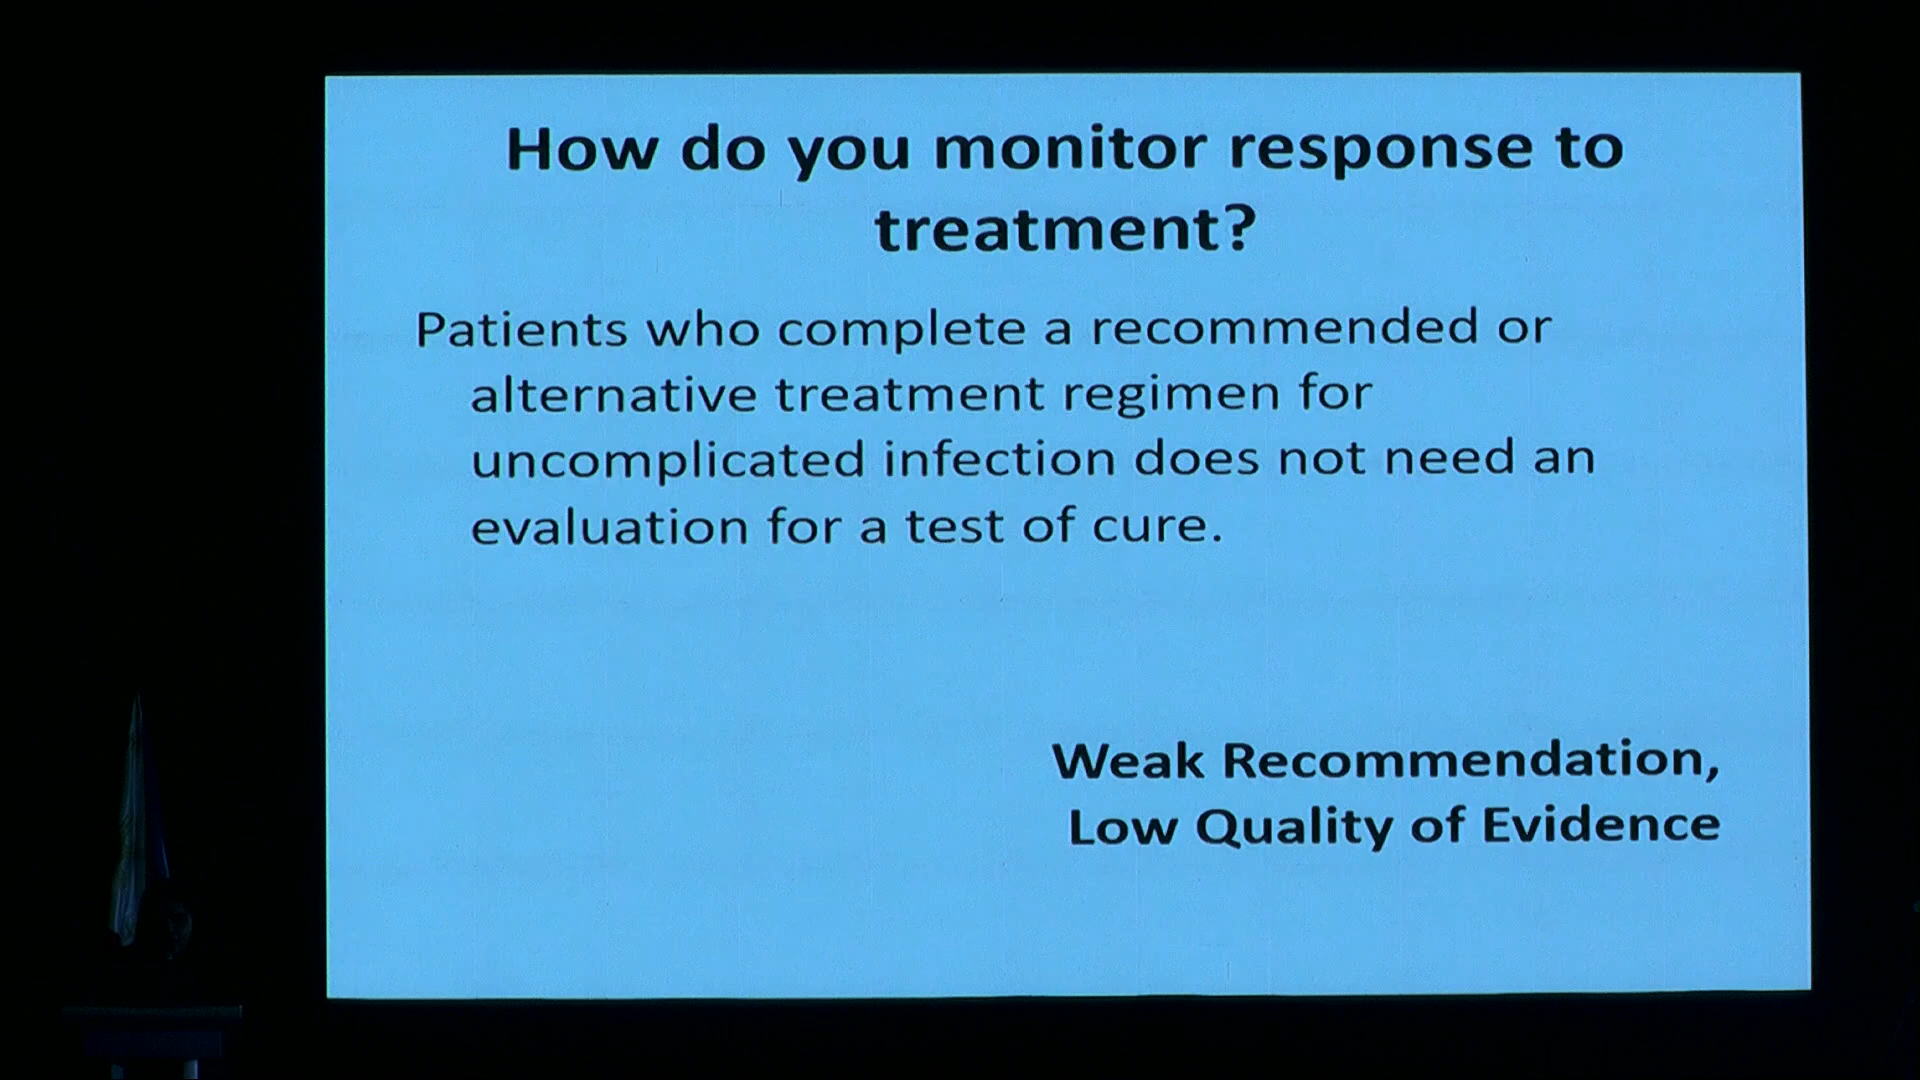 How do you monitor response to
treatment?
Patients who complete a recommended or
alternative treatment regimen for
uncomplicated infection does not need an
evaluation for a test of cure.
Weak Recommendation,
Low Quality of Evidence